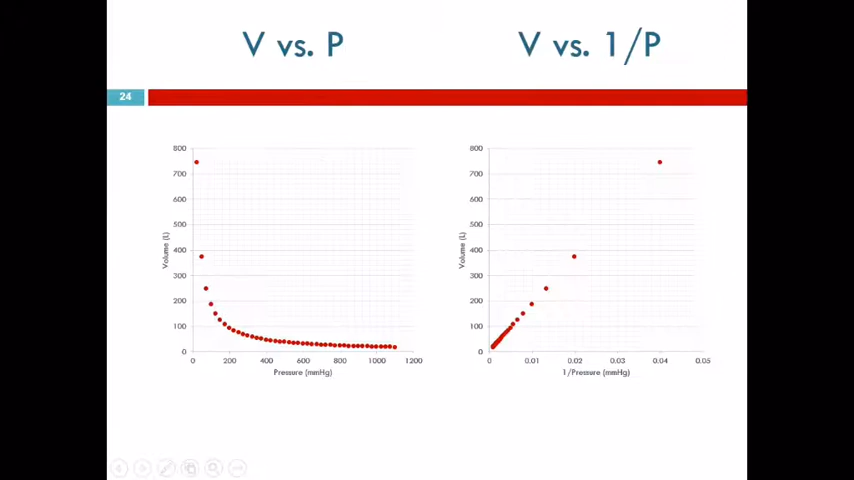 V vs. P
V vs. 1/P
24
800
700
600
500
400
300
200
100
0
Volume (L)
0 200 400 600 800 1000 1200
Pressure (mmHg)
800
700
600
500
400
300
200
100
0
Volume (L)
0 0.01 0.02 0.03 0.04 0.05
1/Pressure (mmHg)